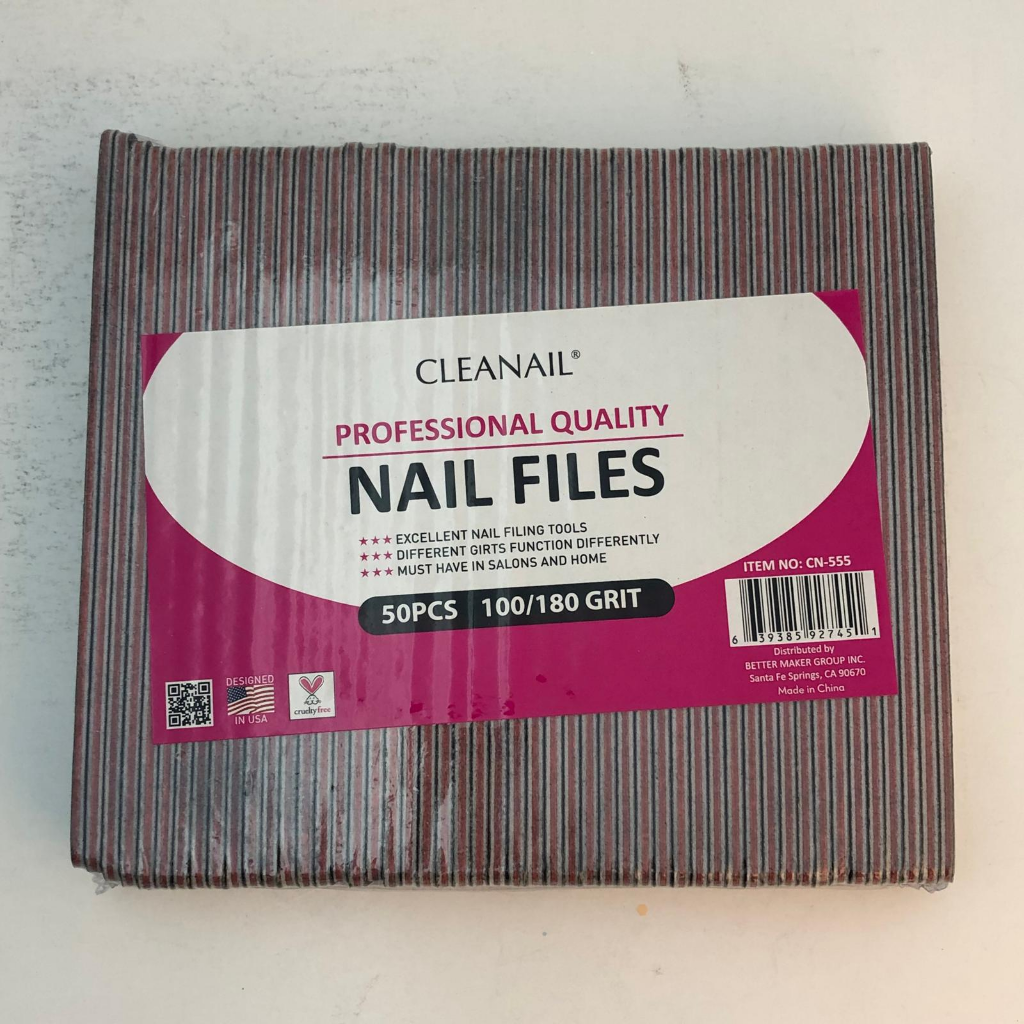 CLEANAIL®
PROFESSIONAL QUALITY
NAIL FILES
★★★ EXCELLENT NAIL FILING TOOLS
★★★ DIFFERENT GIRTS FUNCTION DIFFERENTLY
★★★ MUST HAVE IN SALONS AND HOME
50PCS 100/180 GRIT
ITEM NO: CN-555
6 39385 92745 1
Distributed by
BETTER MAKER GROUP INC.
Santa Fe Springs, CA 90670
Made in China
DESIGNED
IN USA
crueltyfree